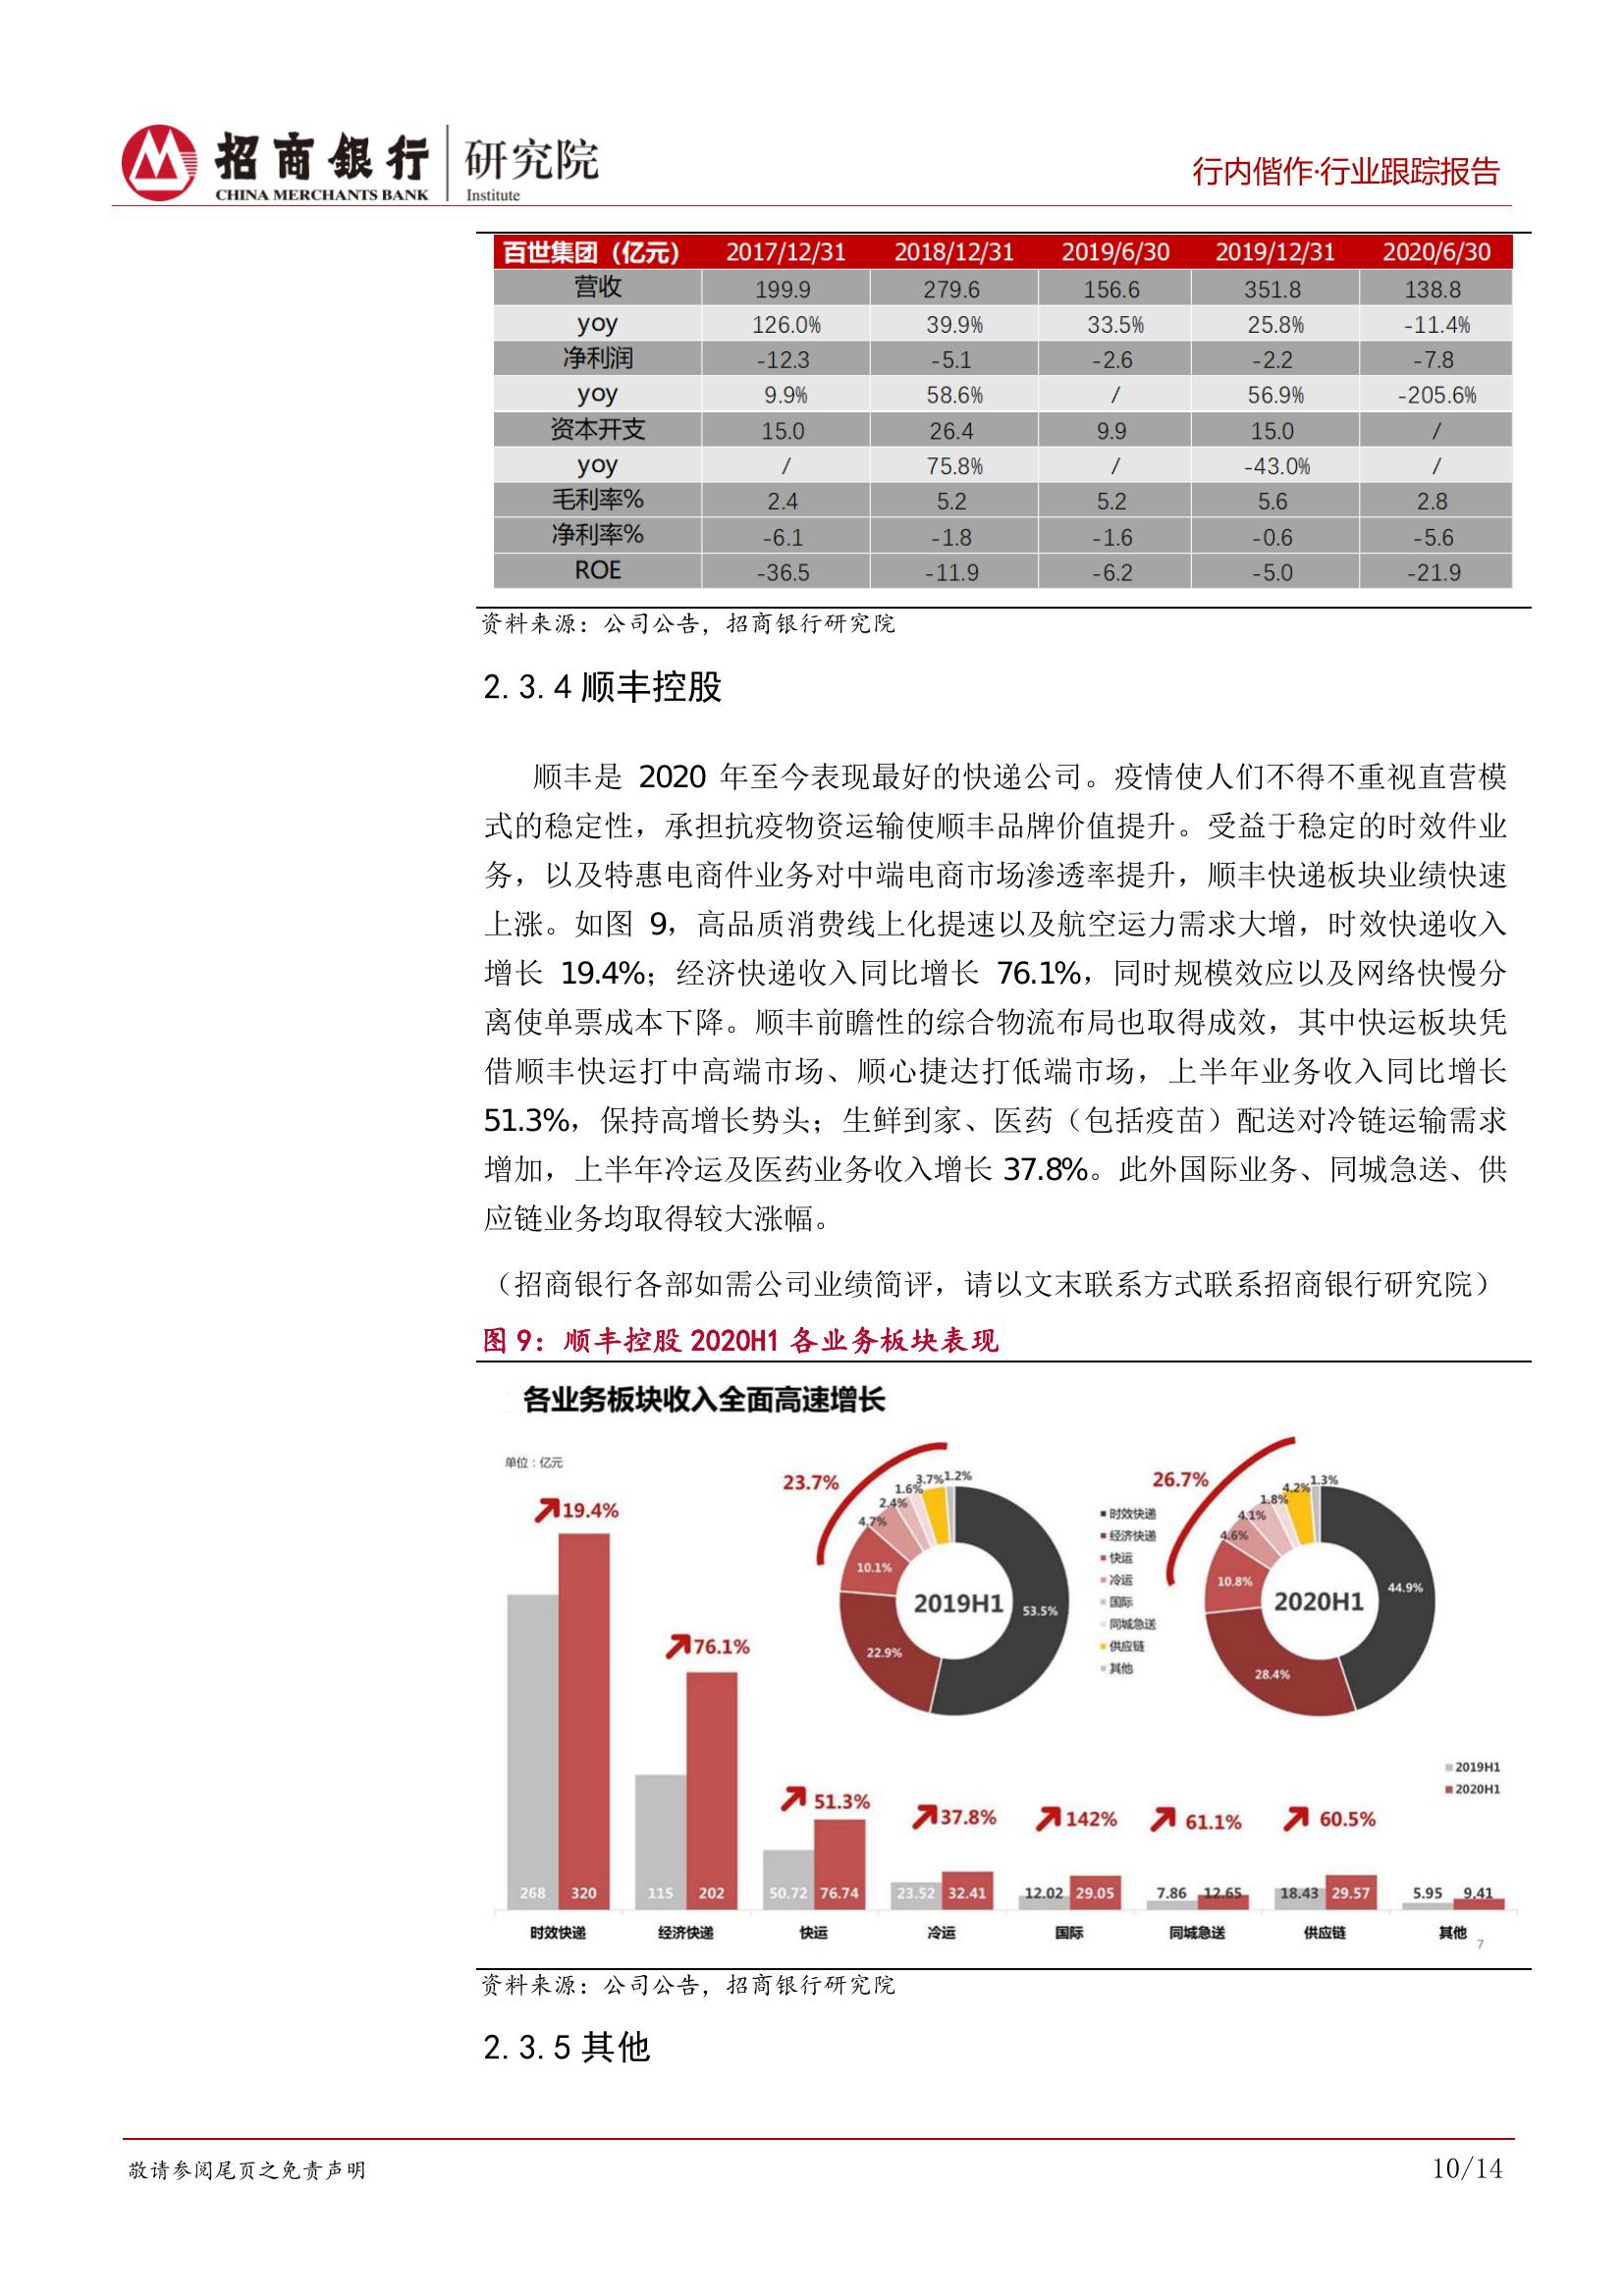 招商銀行 研究院
CHINA MERCHANTS BANK Institute
行内偕作·行业跟踪报告
百世集团（亿元） 2017/12/31 2018/12/31 2019/6/30 2019/12/31 2020/6/30
营收 199.9 279.6 156.6 351.8 138.8
yoy 126.0% 39.9% 33.5% 25.8% -11.4%
净利润 -12.3 -5.1 -2.6 -2.2 -7.8
yoy 9.9% 58.6% / 56.9% -205.6%
资本开支 15.0 26.4 9.9 15.0 /
yoy / 75.8% / -43.0% /
毛利率% 2.4 5.2 5.2 5.6 2.8
净利率% -6.1 -1.8 -1.6 -0.6 -5.6
ROE -36.5 -11.9 -6.2 -5.0 -21.9
资料来源：公司公告，招商银行研究院
2.3.4顺丰控股
顺丰是 2020 年至今表现最好的快递公司。疫情使人们不得不重视直营模
式的稳定性，承担抗疫物资运输使顺丰品牌价值提升。受益于稳定的时效件业
务，以及特惠电商件业务对中端电商市场渗透率提升，顺丰快递板块业绩快速
上涨。如图 9，高品质消费线上化提速以及航空运力需求大增，时效快递收入
增长 19.4%；经济快递收入同比增长 76.1%，同时规模效应以及网络快慢分
离使单票成本下降。顺丰前瞻性的综合物流布局也取得成效，其中快运板块凭
借顺丰快运打中高端市场、顺心捷达打低端市场，上半年业务收入同比增长
51.3%，保持高增长势头；生鲜到家、医药（包括疫苗）配送对冷链运输需求
增加，上半年冷运及医药业务收入增长 37.8%。此外国际业务、同城急送、供
应链业务均取得较大涨幅。
（招商银行各部如需公司业绩简评，请以文末联系方式联系招商银行研究院）
图 9：顺丰控股 2020H1 各业务板块表现
各业务板块收入全面高速增长
单位：亿元
19.4%
76.1%
51.3%
37.8%
142%
61.1%
60.5%
23.7%
4.7%
2.4%
1.6%
3.7%
1.2%
10.1%
22.9%
53.5%
2019H1
时效快递
经济快递
快运
冷运
国际
同城急送
供应链
其他
26.7%
4.6%
4.1%
1.8%
4.2%
1.3%
10.8%
28.4%
44.9%
2020H1
2019H1
2020H1
268 320 115 202 50.72 76.74 23.52 32.41 12.02 29.05 7.86 12.65 18.43 29.57 5.95 9.41
时效快递 经济快递 快运 冷运 国际 同城急送 供应链 其他
7
资料来源：公司公告，招商银行研究院
2.3.5其他
敬请参阅尾页之免责声明
10/14